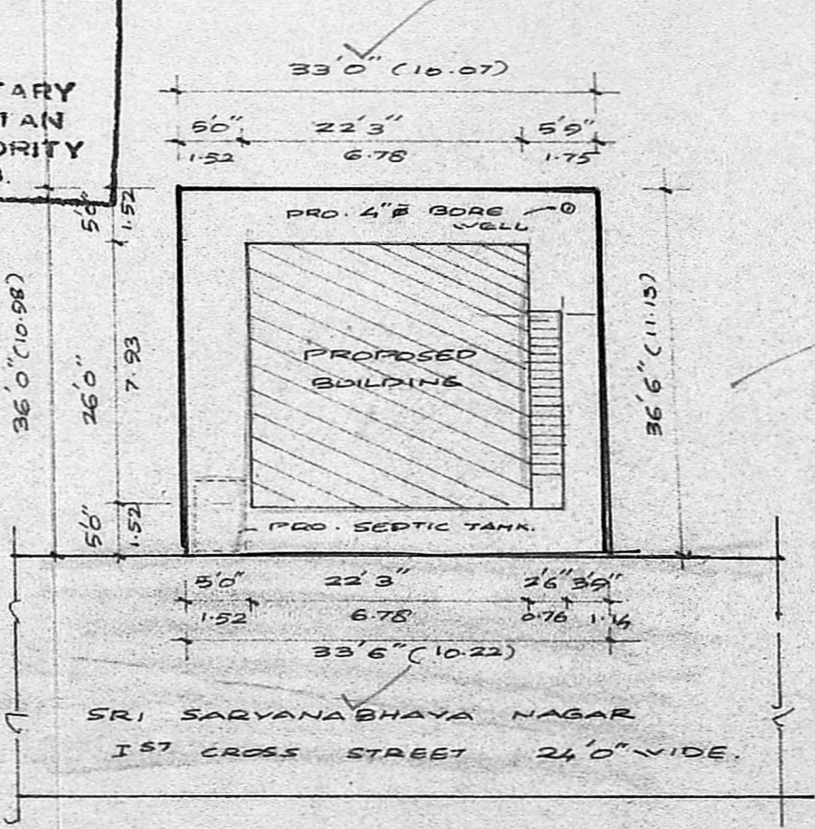 TARY
TAN
ORITY
33'0" (10.07)
5'0" 22'3" 5'9"
1.52 6.78 1.75
PRO. 4"ø BORE
WELL
36'0" (10.98)
5'0" 1.52
26'0" 7.93
5'0" 1.52
36'6" (11.13)
PROPOSED
BUILDING
PRO. SEPTIC TANK.
5'0" 22'3" 2'6" 3'9"
1.52 6.78 0.76 1.14
33'6" (10.22)
SRI SARVANABHAVA NAGAR
IST CROSS STREET 24'0" WIDE.